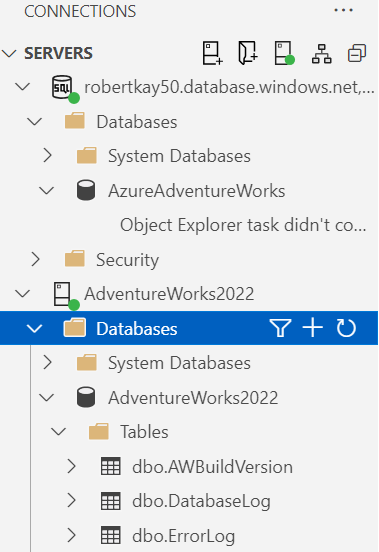 CONNECTIONS
SERVERS
SQL
robertkay50.database.windows.net,...
Databases
System Databases
AzureAdventureWorks
Object Explorer task didn't co...
Security
AdventureWorks2022
Databases
System Databases
AdventureWorks2022
Tables
dbo.AWBuildVersion
dbo.DatabaseLog
dbo.ErrorLog